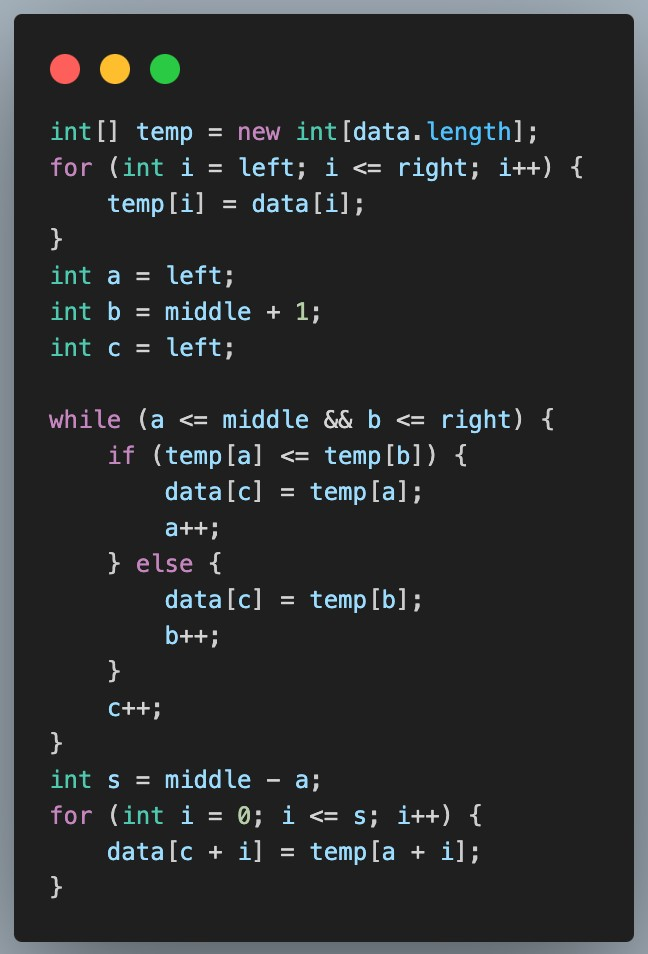 int[] temp = new int[data.length];
for (int i = left; i <= right; i++) {
    temp[i] = data[i];
}
int a = left;
int b = middle + 1;
int c = left;

while (a <= middle && b <= right) {
    if (temp[a] <= temp[b]) {
        data[c] = temp[a];
        a++;
    } else {
        data[c] = temp[b];
        b++;
    }
    c++;
}
int s = middle - a;
for (int i = 0; i <= s; i++) {
    data[c + i] = temp[a + i];
}